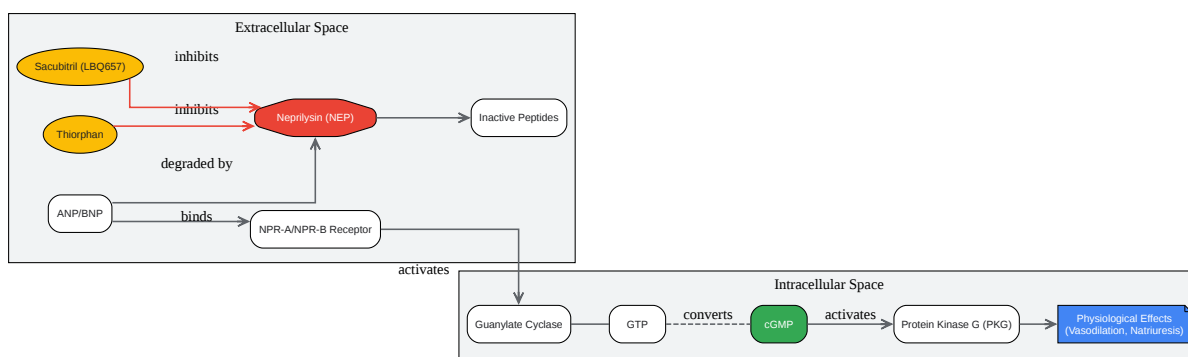 Extracellular Space
inhibits
Sacubitril (LBQ657)
inhibits
Neprilysin (NEP)
Inactive Peptides
Thiorphan
degraded by
ANP/BNP
binds
NPR-A/NPR-B Receptor
activates
Intracellular Space
Guanylate Cyclase
GTP
converts
cGMP
activates
Protein Kinase G (PKG)
Physiological Effects
(Vasodilation, Natriuresis)